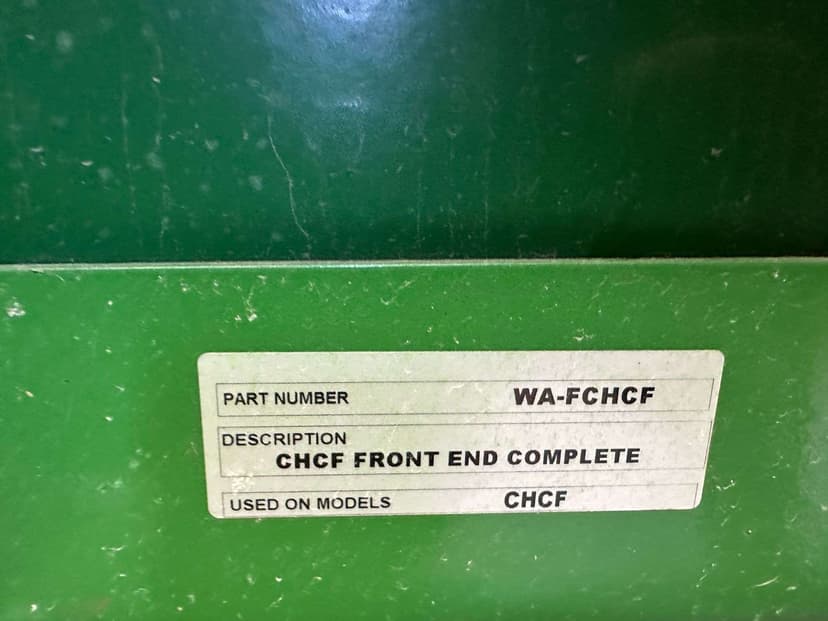 PART NUMBER WA-FCHCF
DESCRIPTION
CHCF FRONT END COMPLETE
USED ON MODELS CHCF